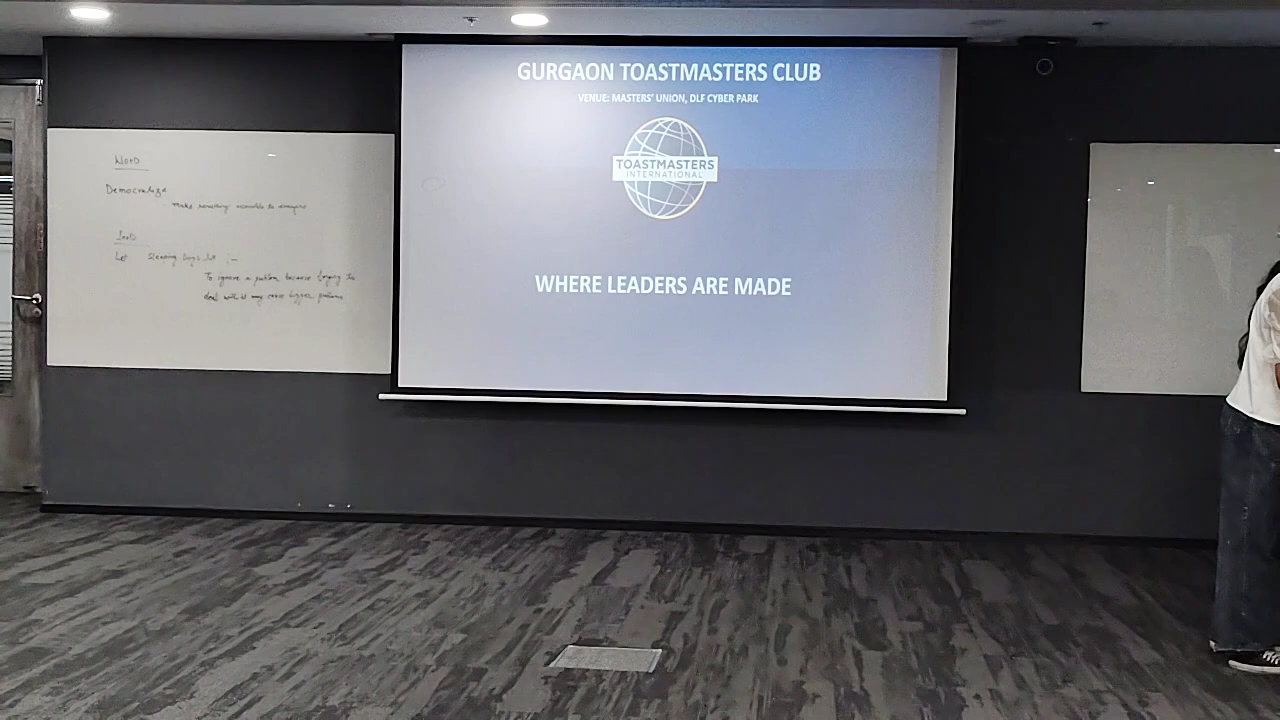 GURGAON TOASTMASTERS CLUB
VENUE: MASTERS' UNION, DLF CYBER PARK
TOASTMASTERS
INTERNATIONAL
WHERE LEADERS ARE MADE
Word
Democratize
make something accessible to everyone
Let Sleeping Dogs lie :-
To ignore a problem because trying to
deal with it may cause bigger problems